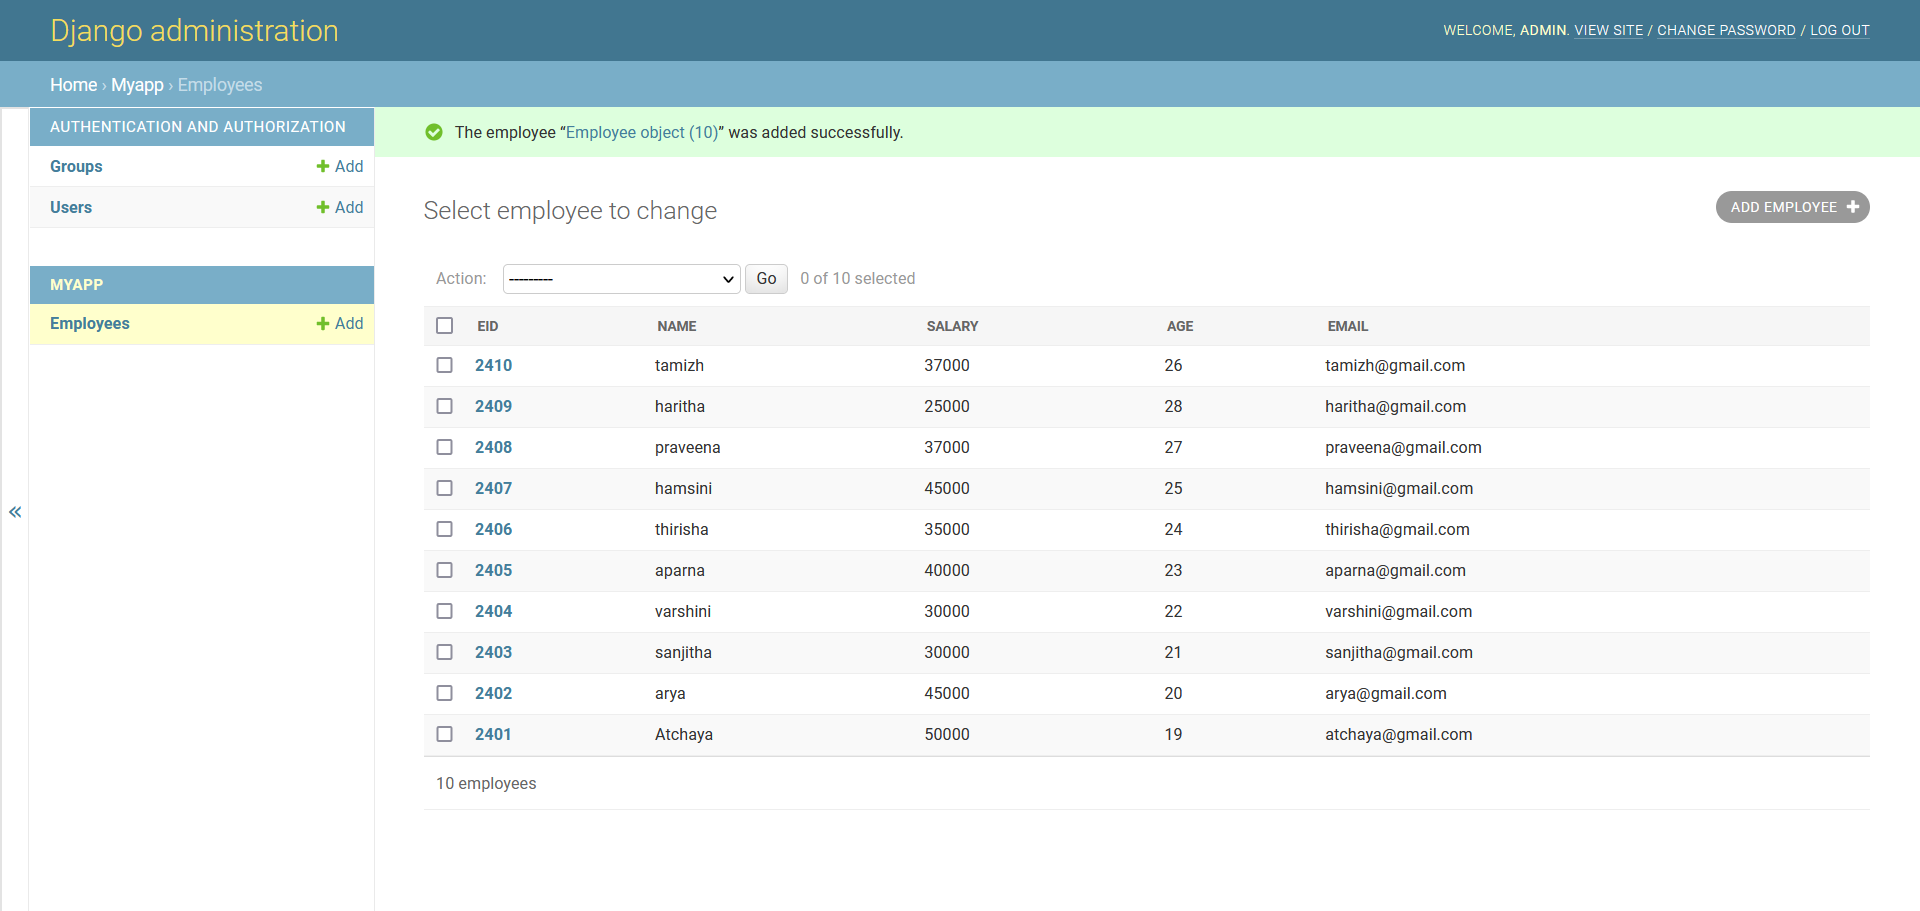 Django administration
WELCOME, ADMIN. VIEW SITE / CHANGE PASSWORD / LOG OUT
Home › Myapp › Employees
AUTHENTICATION AND AUTHORIZATION
Groups + Add
Users + Add
MYAPP
Employees + Add
«
The employee “Employee object (10)” was added successfully.
Select employee to change
ADD EMPLOYEE +
Action: --------- Go 0 of 10 selected
EID NAME SALARY AGE EMAIL
2410 tamizh 37000 26 tamizh@gmail.com
2409 haritha 25000 28 haritha@gmail.com
2408 praveena 37000 27 praveena@gmail.com
2407 hamsini 45000 25 hamsini@gmail.com
2406 thirisha 35000 24 thirisha@gmail.com
2405 aparna 40000 23 aparna@gmail.com
2404 varshini 30000 22 varshini@gmail.com
2403 sanjitha 30000 21 sanjitha@gmail.com
2402 arya 45000 20 arya@gmail.com
2401 Atchaya 50000 19 atchaya@gmail.com
10 employees